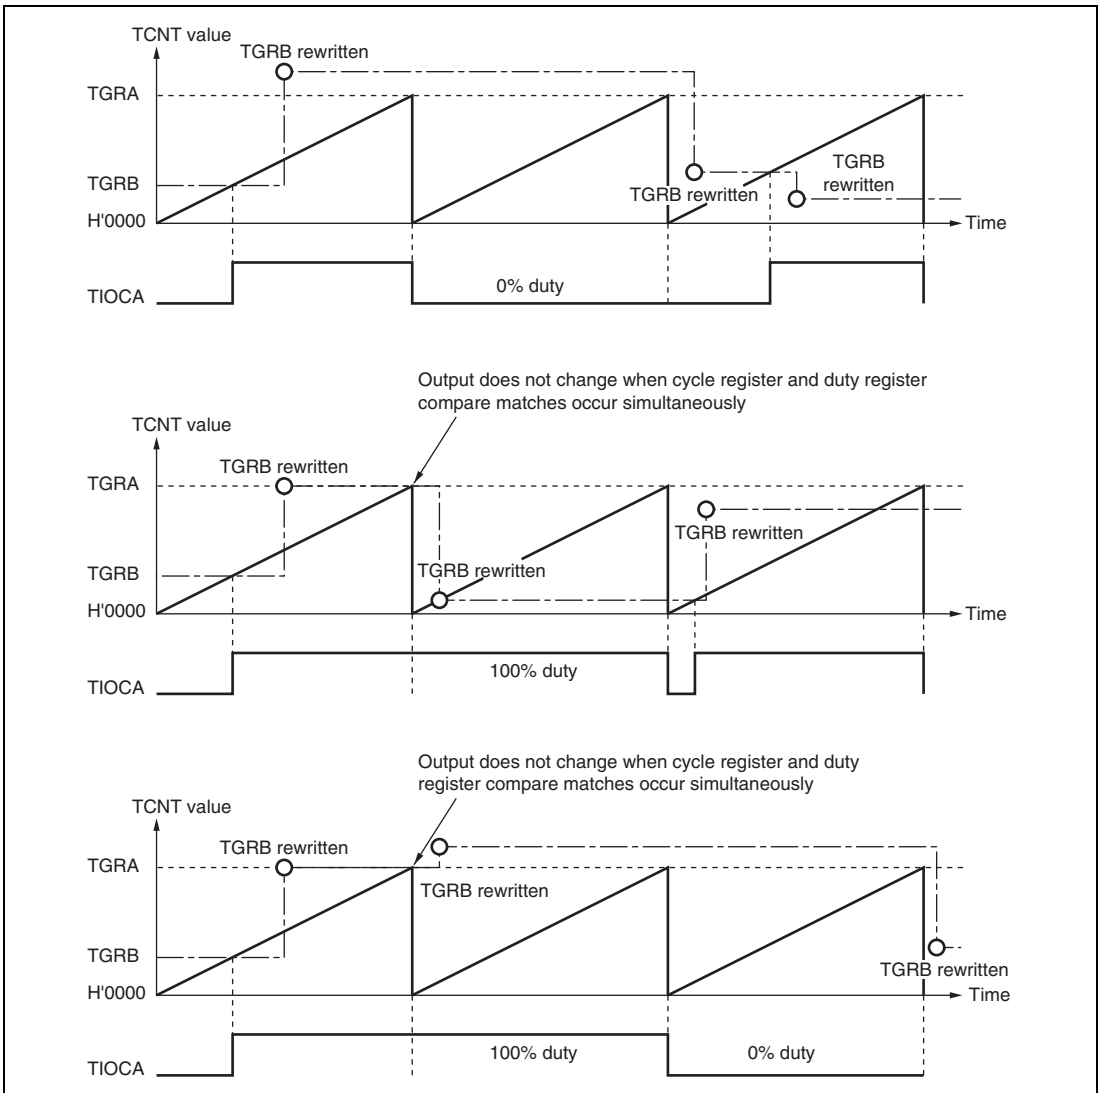 TCNT value
TGRB rewritten
TGRA
TGRB
rewritten
TGRB
TGRB rewritten
H'0000
Time
0% duty
TIOCA
Output does not change when cycle register and duty register
compare matches occur simultaneously
TCNT value
TGRB rewritten
TGRA
TGRB rewritten
TGRB
TGRB rewritten
H'0000
Time
100% duty
TIOCA
Output does not change when cycle register and duty
register compare matches occur simultaneously
TCNT value
TGRB rewritten
TGRA
TGRB rewritten
TGRB
TGRB rewritten
H'0000
Time
100% duty
0% duty
TIOCA